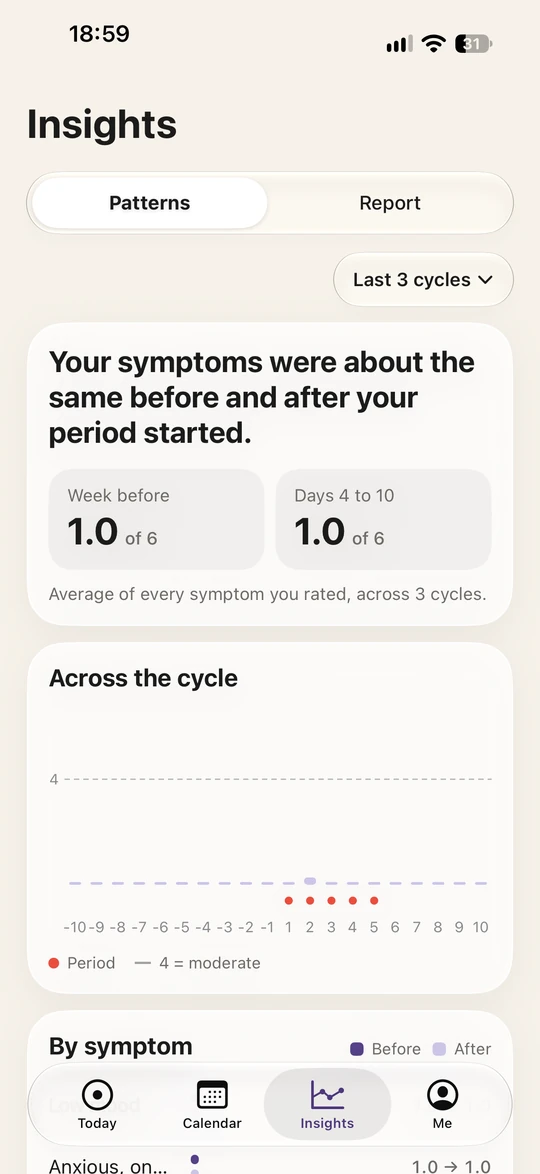 18:59
31
Insights
Patterns
Report
Last 3 cycles
Your symptoms were about the
same before and after your
period started.
Week before
1.0 of 6
Days 4 to 10
1.0 of 6
Average of every symptom you rated, across 3 cycles.
Across the cycle
4
-10 -9 -8 -7 -6 -5 -4 -3 -2 -1 1 2 3 4 5 6 7 8 9 10
Period
4 = moderate
By symptom
Before
After
Today
Calendar
Insights
Me
Anxious, on...
1.0 → 1.0